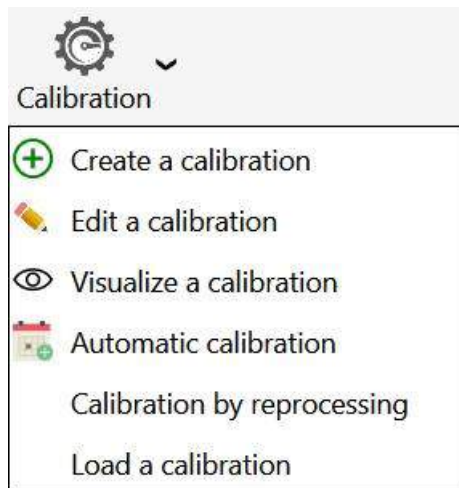 Calibration
Create a calibration
Edit a calibration
Visualize a calibration
Automatic calibration
Calibration by reprocessing
Load a calibration